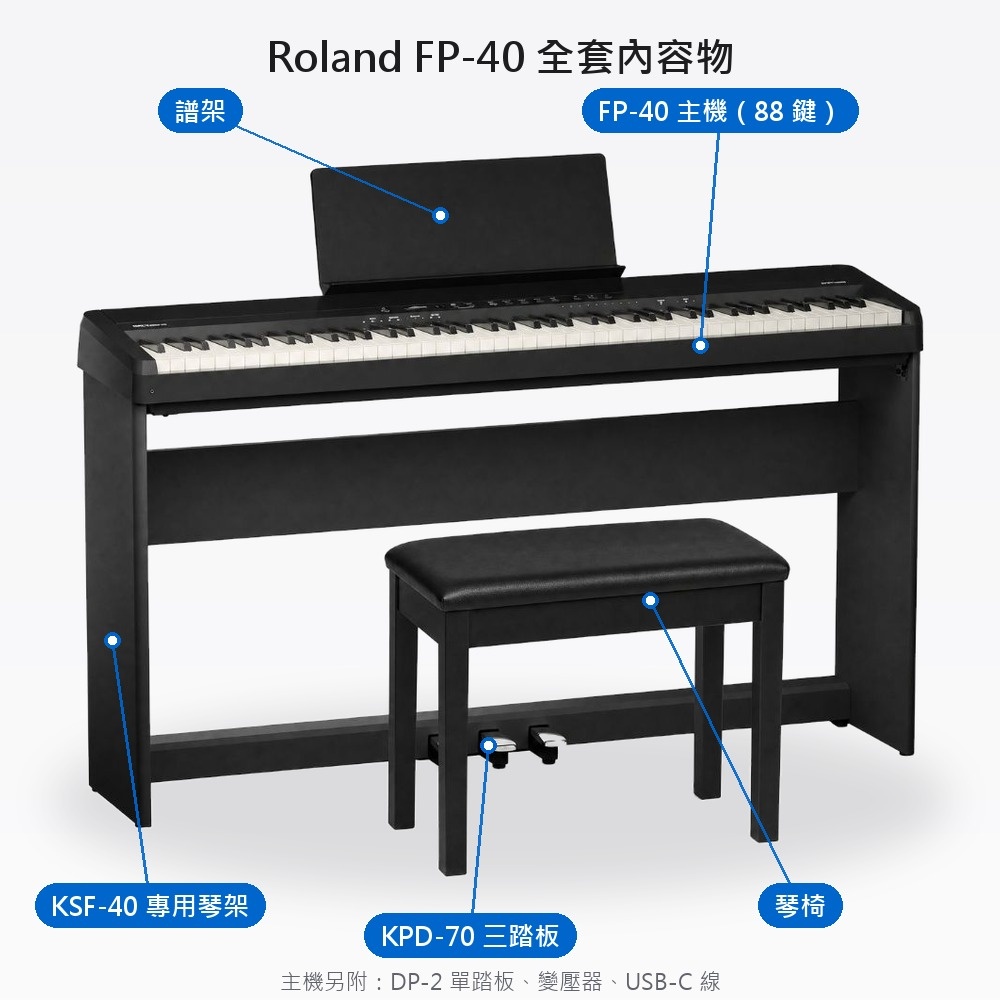 Roland FP-40 全套內容物
譜架
FP-40 主機（88 鍵）
KSF-40 專用琴架
KPD-70 三踏板
琴椅
主機另附：DP-2 單踏板、變壓器、USB-C 線